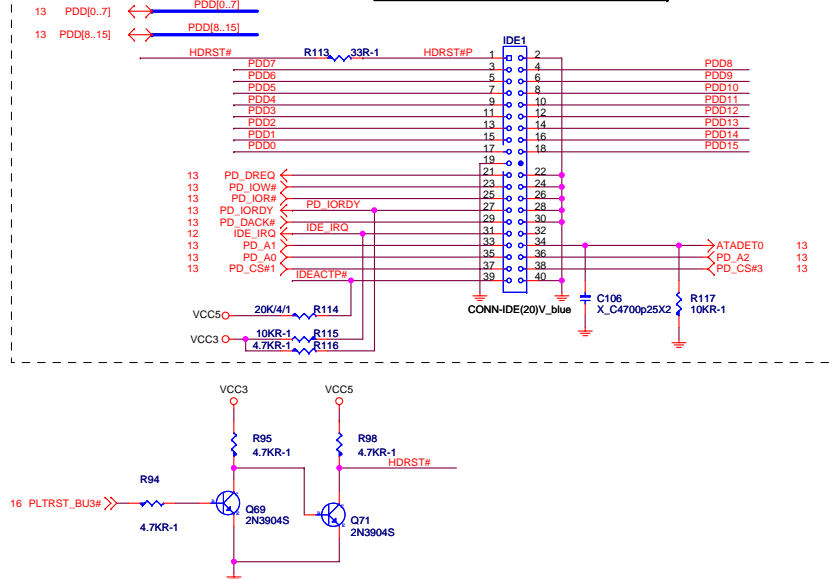 PDD[0..7]
13 PDD[0..7]
PDD[8..15]
13 PDD[8..15]
IDE1
HDRST# R113 33R-1 HDRST#P 1 2
PDD7 3 4 PDD8
PDD6 5 6 PDD9
PDD5 7 8 PDD10
PDD4 9 10 PDD11
PDD3 11 12 PDD12
PDD2 13 14 PDD13
PDD1 15 16 PDD14
PDD0 17 18 PDD15
19
13 PD_DREQ 21 22
13 PD_IOW# 23 24
13 PD_IOR# 25 26
13 PD_IORDY PD_IORDY 27 28
13 PD_DACK# 29 30
12 IDE_IRQ IDE_IRQ 31 32
13 PD_A1 33 34 ATADET0 13
13 PD_A0 35 36 PD_A2 13
13 PD_CS#1 37 38 PD_CS#3 13
IDEACTP# 39 40
CONN-IDE(20)V_blue
C106
X_C4700p25X2
R117
10KR-1
VCC5 20K/4/1 R114
VCC3 10KR-1 R115
4.7KR-1 R116
VCC3 VCC5
R95
4.7KR-1
R98
4.7KR-1
HDRST#
R94
16 PLTRST_BU3#
4.7KR-1
Q69
2N3904S
Q71
2N3904S